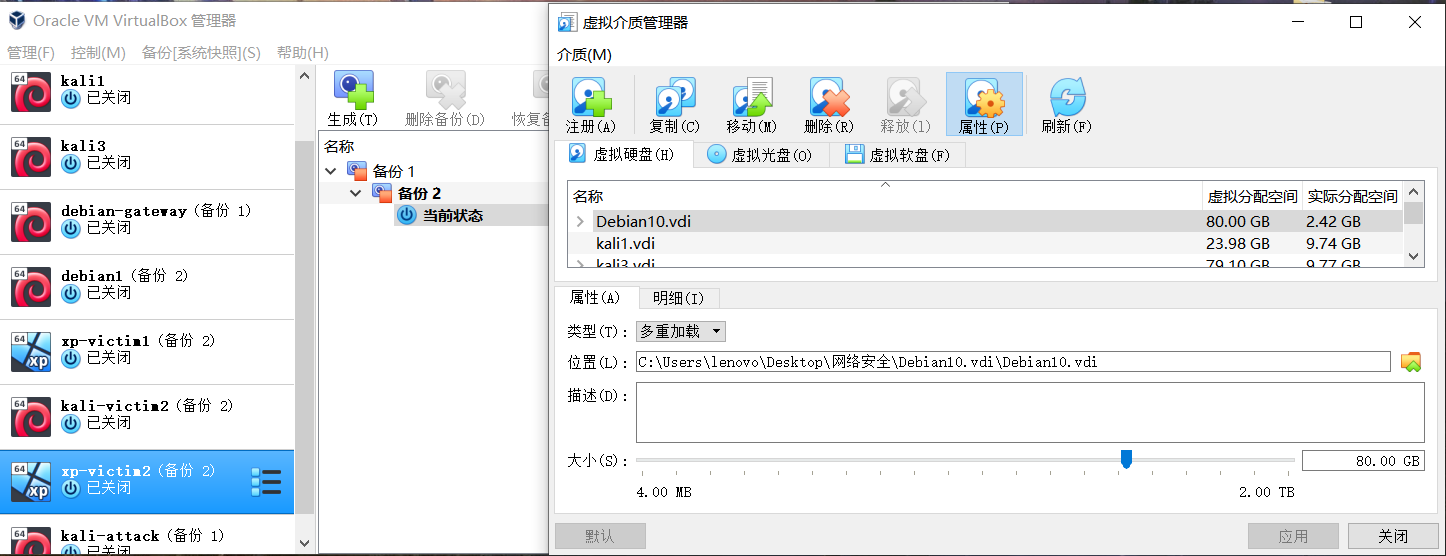 Oracle VM VirtualBox 管理器
管理(F) 控制(M) 备份[系统快照](S) 帮助(H)
kali1
已关闭
kali3
已关闭
debian-gateway (备份 1)
已关闭
debian1 (备份 2)
已关闭
xp-victim1 (备份 2)
已关闭
kali-victim2 (备份 2)
已关闭
xp-victim2 (备份 2)
已关闭
kali-attack (备份 1)
已关闭
生成(T) 删除备份(D) 恢复备
名称
备份 1
备份 2
当前状态
虚拟介质管理器
介质(M)
注册(A) 复制(C) 移动(M) 删除(R) 释放(l) 属性(P) 刷新(F)
虚拟硬盘(H) 虚拟光盘(O) 虚拟软盘(F)
名称 虚拟分配空间 实际分配空间
Debian10.vdi 80.00 GB 2.42 GB
kali1.vdi 23.98 GB 9.74 GB
kali3.vdi 79.10 GB 9.77 GB
属性(A) 明细(I)
类型(T): 多重加载
位置(L): C:\Users\lenovo\Desktop\网络安全\Debian10.vdi\Debian10.vdi
描述(D):
大小(S): 80.00 GB
4.00 MB 2.00 TB
默认 应用 关闭